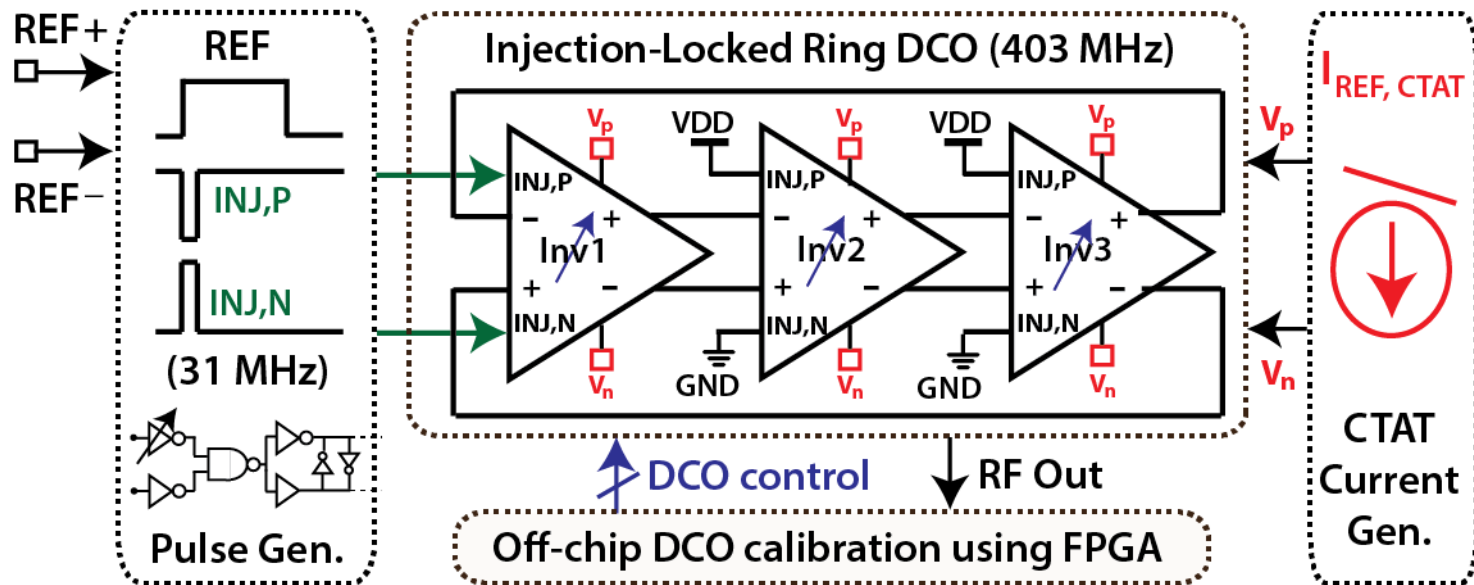 REF+
REF−
REF
INJ,P
INJ,N
(31 MHz)
Pulse Gen.
Injection-Locked Ring DCO (403 MHz)
Vp
VDD
Vp
VDD
Vp
INJ,P
INJ,P
INJ,P
− +
− +
− +
Inv1
Inv2
Inv3
+ −
+ −
+ −
INJ,N
INJ,N
INJ,N
Vn
GND
Vn
GND
Vn
DCO control
RF Out
Off-chip DCO calibration using FPGA
IREF, CTAT
Vp
Vn
CTAT
Current
Gen.